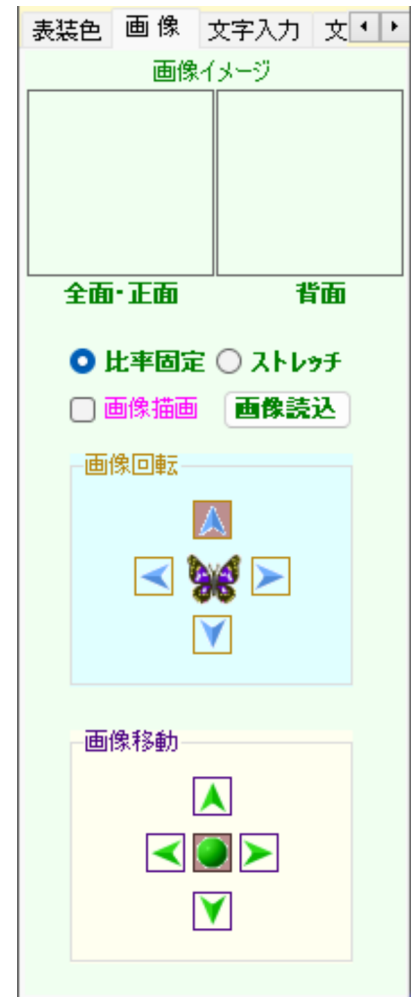 表装色 画 像 文字入力 文
画像イメージ
全面・正面 背面
比率固定 ストレッチ
画像描画 画像読込
画像回転
画像移動